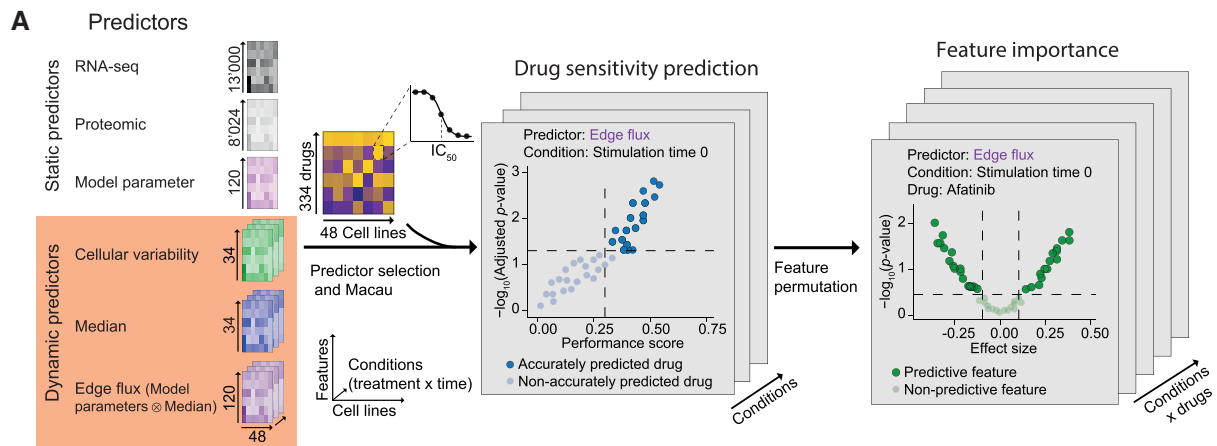 A
Predictors
Static predictors
RNA-seq
13'000
Proteomic
8'024
Model parameter
120
Dynamic predictors
Cellular variability
34
Median
34
Edge flux (Model
parameters ⊗ Median)
120
48
334 drugs
48 Cell lines
IC50
Predictor selection
and Macau
Features
Conditions
(treatment x time)
Cell lines
Drug sensitivity prediction
Predictor: Edge flux
Condition: Stimulation time 0
−log10(Adjusted p-value)
3
2
1
0
0.00
0.25
0.50
0.75
Performance score
Accurately predicted drug
Non-accurately predicted drug
Conditions
Feature
permutation
Feature importance
Predictor: Edge flux
Condition: Stimulation time 0
Drug: Afatinib
−log10(p-value)
2
1
0
-0.25
0.00
0.25
0.50
Effect size
Predictive feature
Non-predictive feature
Conditions
x drugs